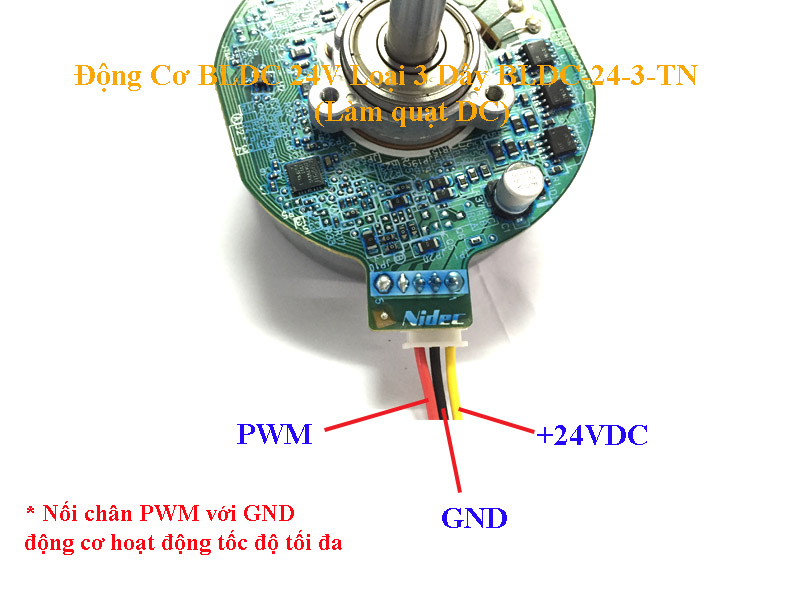 Động Cơ BLDC 24V Loại 3 Dây BLDC-24-3-TN
(Làm quạt DC)
Nidec
PWM
+24VDC
GND
* Nối chân PWM với GND
động cơ hoạt động tốc độ tối đa